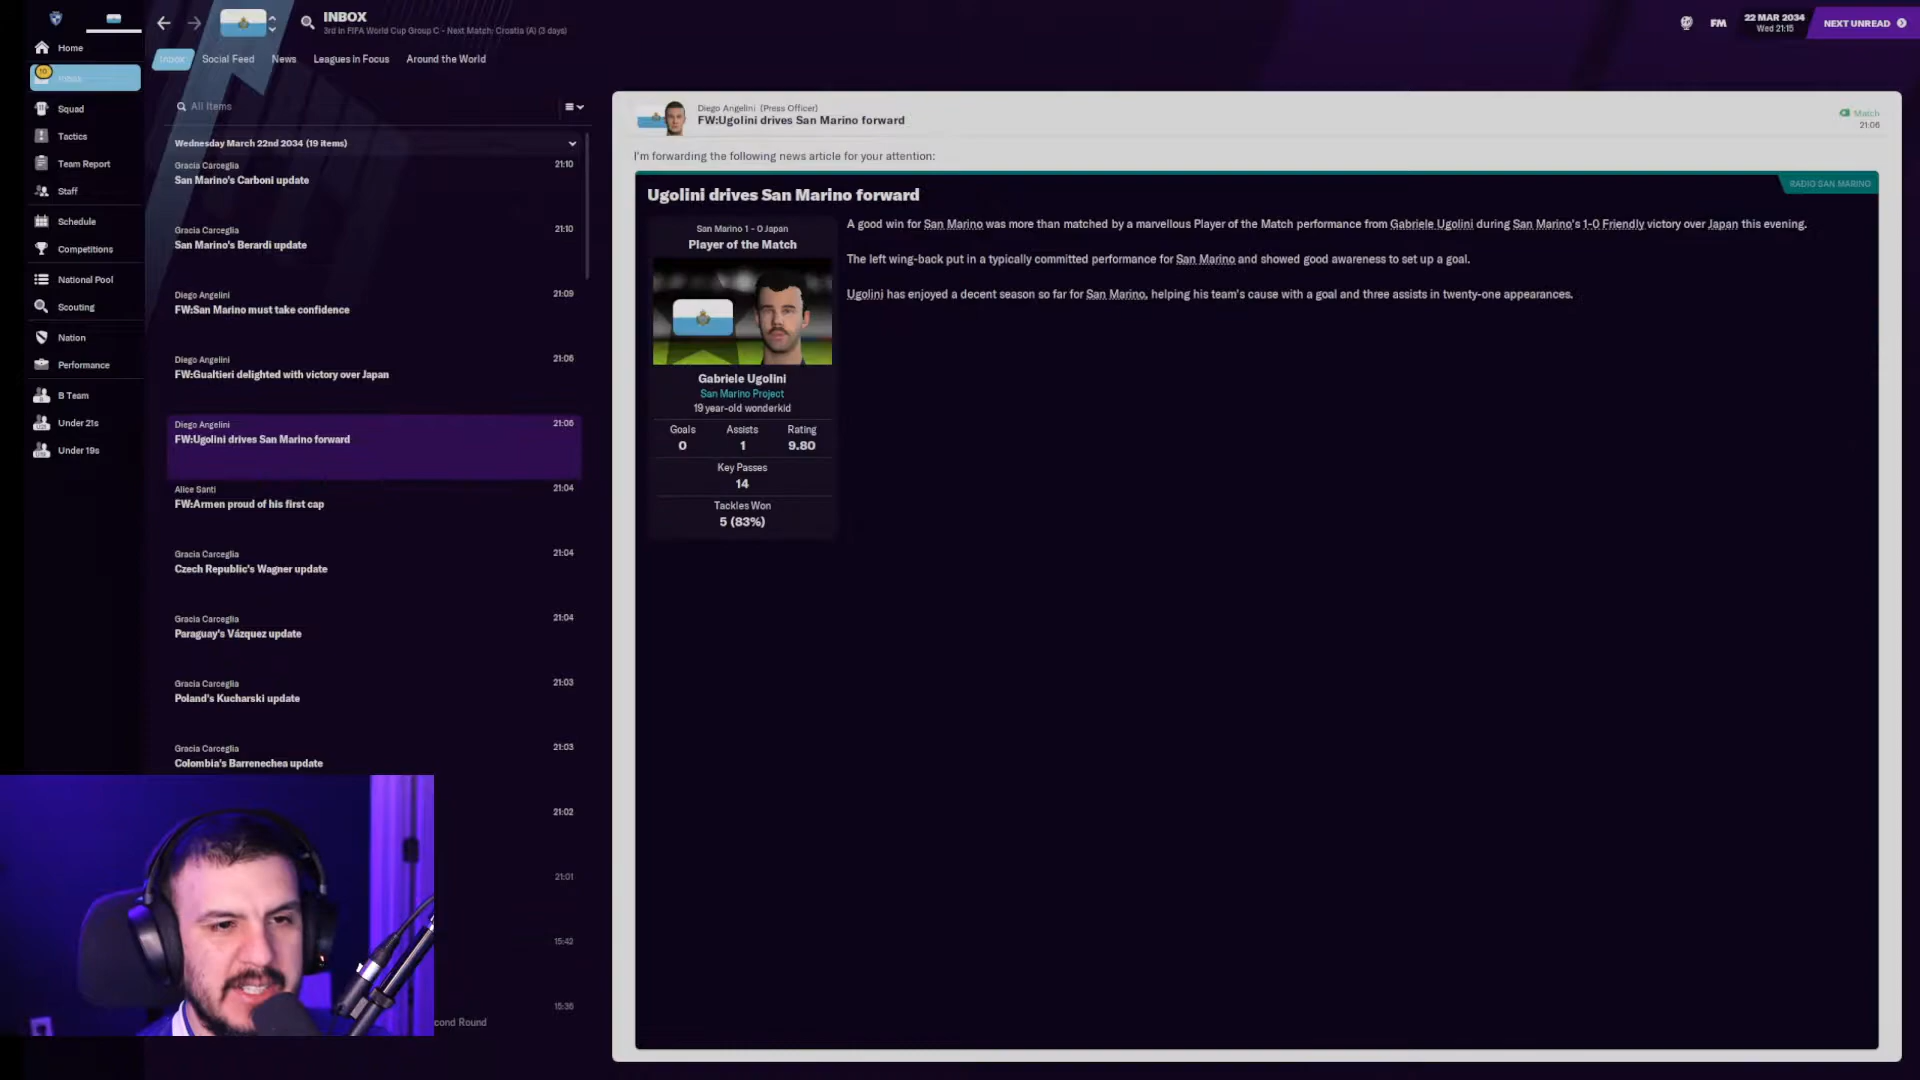 INBOX
3rd in FIFA World Cup Group C - Next Match: Croatia (A) (3 days)
FM
22 MAR 2034
Wed 21:15
NEXT UNREAD
Home
10
Inbox
Squad
Tactics
Team Report
Staff
Schedule
Competitions
National Pool
Scouting
Nation
Performance
B Team
Under 21s
Under 19s
Inbox
Social Feed
News
Leagues in Focus
Around the World
All Items
Wednesday March 22nd 2034 (19 items)
Gracia Carceglia
21:10
San Marino's Carboni update
Gracia Carceglia
21:10
San Marino's Berardi update
Diego Angelini
21:09
FW:San Marino must take confidence
Diego Angelini
21:06
FW:Gualtieri delighted with victory over Japan
Diego Angelini
21:06
FW:Ugolini drives San Marino forward
Alice Santi
21:04
FW:Armen proud of his first cap
Gracia Carceglia
21:04
Czech Republic's Wagner update
Gracia Carceglia
21:04
Paraguay's Vázquez update
Gracia Carceglia
21:03
Poland's Kucharski update
Gracia Carceglia
21:03
Colombia's Barrenechea update
21:02
21:01
15:42
15:36
cond Round
Diego Angelini (Press Officer)
FW:Ugolini drives San Marino forward
Match
21:06
I'm forwarding the following news article for your attention:
Ugolini drives San Marino forward
RADIO SAN MARINO
San Marino 1 - 0 Japan
Player of the Match
Gabriele Ugolini
San Marino Project
19 year-old wonderkid
Goals Assists Rating
0 1 9.80
Key Passes
14
Tackles Won
5 (83%)
A good win for San Marino was more than matched by a marvellous Player of the Match performance from Gabriele Ugolini during San Marino's 1-0 Friendly victory over Japan this evening.
The left wing-back put in a typically committed performance for San Marino and showed good awareness to set up a goal.
Ugolini has enjoyed a decent season so far for San Marino, helping his team's cause with a goal and three assists in twenty-one appearances.